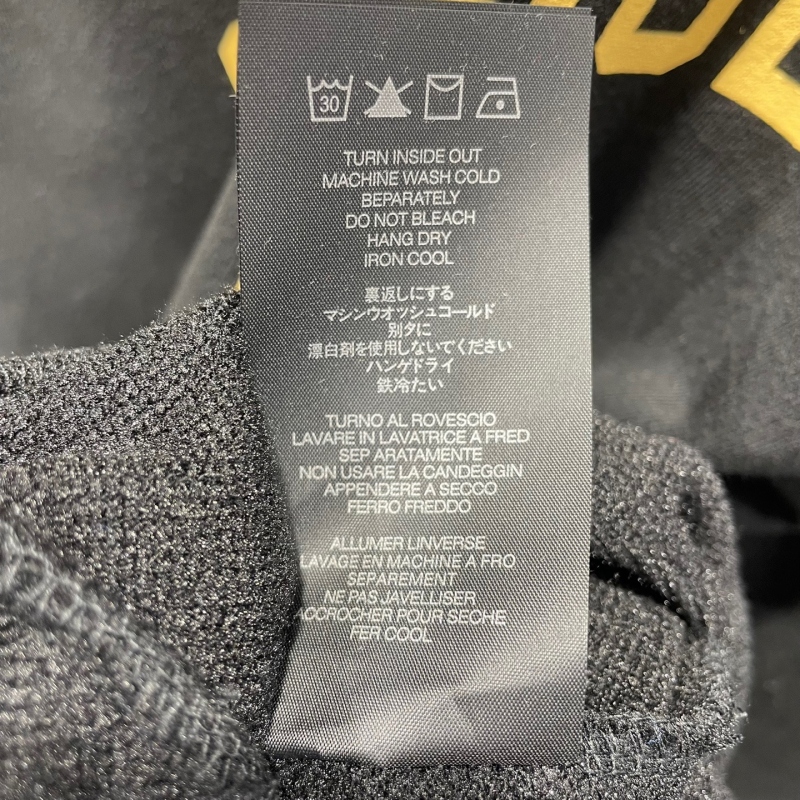 30
TURN INSIDE OUT
MACHINE WASH COLD
BEPARATELY
DO NOT BLEACH
HANG DRY
IRON COOL
裏返しにする
マシンウオッシュコールド
别夕に
漂白剤を使用しないでください
ハンゲドライ
鉄冷たい
TURNO AL ROVESCIO
LAVARE IN LAVATRICE A FRED
SEP ARATAMENTE
NON USARE LA CANDEGGIN
APPENDERE A SECCO
FERRO FREDDO
ALLUMER LINVERSE
LAVAGE EN MACHINE A FRO
SEPAREMENT
NE PAS JAVELLISER
ACCROCHER POUR SECHE
FER COOL